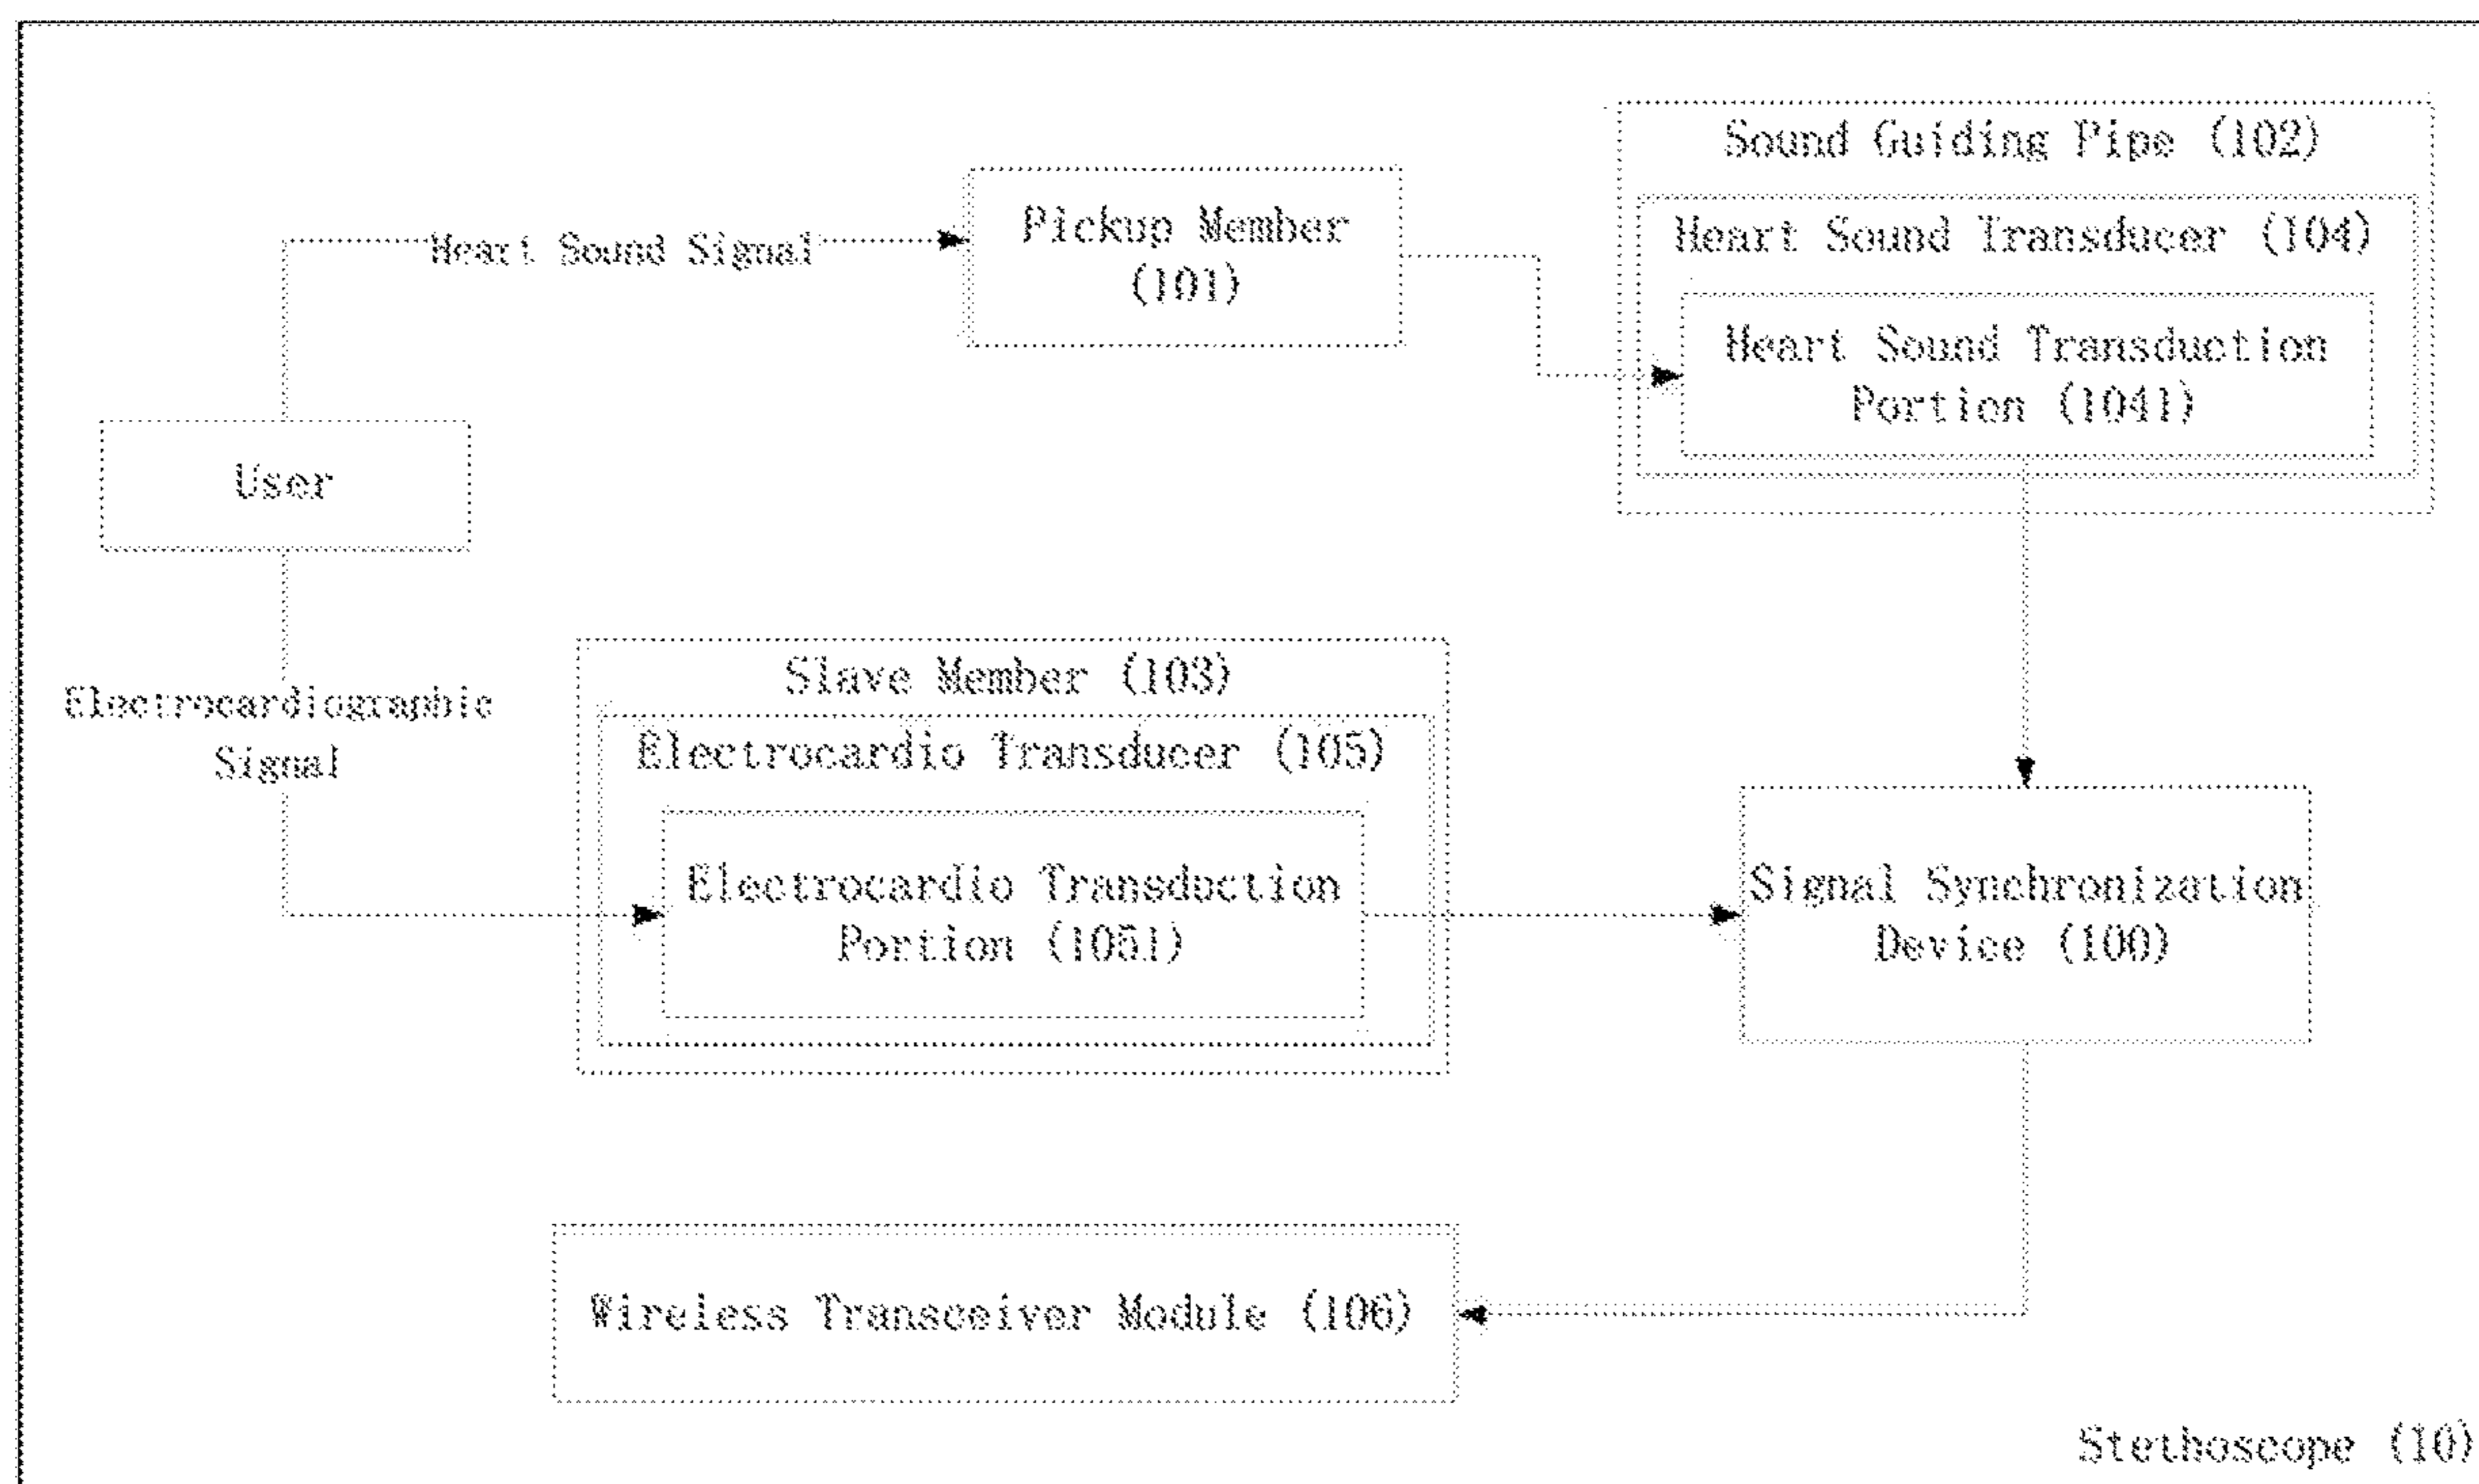 Sound Guiding Pipe (102)
Heart Sound Transducer (104)
Heart Sound Transduction
Portion (1041)
Pickup Member
(101)
Heart Sound Signal
User
Electrocardiographic
Signal
Slave Member (103)
Electrocardio Transducer (105)
Electrocardio Transduction
Portion (1051)
Signal Synchronization
Device (100)
Wireless Transceiver Module (106)
Stethoscope (10)